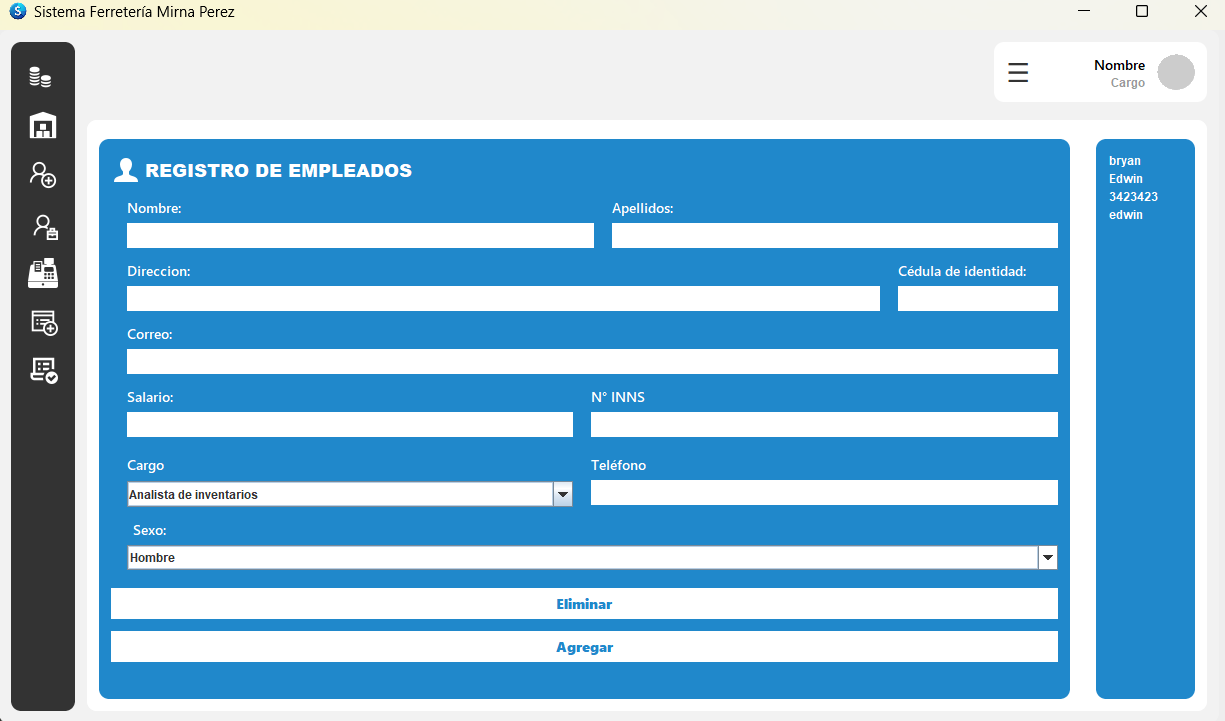 Sistema Ferretería Mirna Perez
Nombre
Cargo
REGISTRO DE EMPLEADOS
Nombre:
Apellidos:
Direccion:
Cédula de identidad:
Correo:
Salario:
N° INNS
Cargo
Teléfono
Analista de inventarios
Sexo:
Hombre
Eliminar
Agregar
bryan
Edwin
3423423
edwin